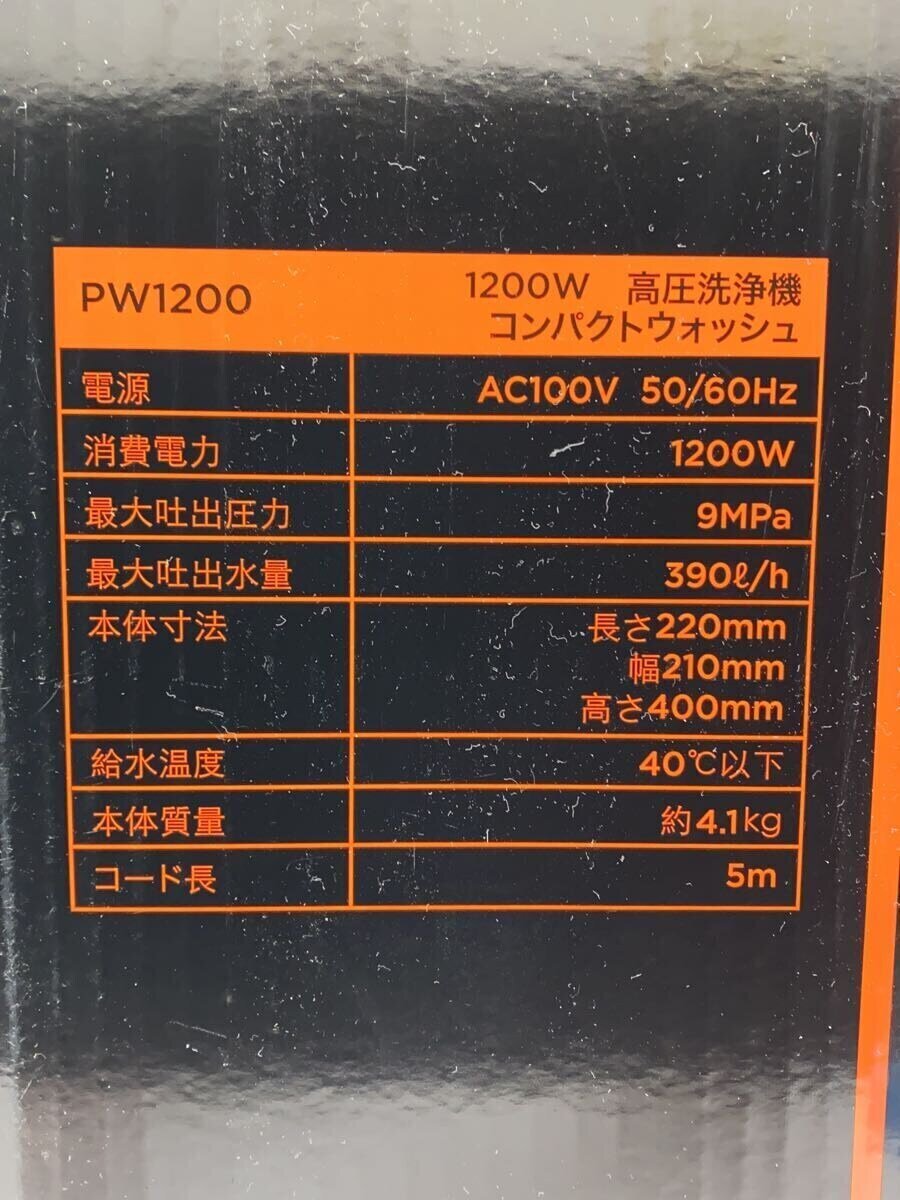 PW1200
1200W 高圧洗浄機
コンパクトウォッシュ
電源 AC100V 50/60Hz
消費電力 1200W
最大吐出圧力 9MPa
最大吐出水量 390ℓ/h
本体寸法 長さ220mm
幅210mm
高さ400mm
給水温度 40℃以下
本体質量 約4.1kg
コード長 5m